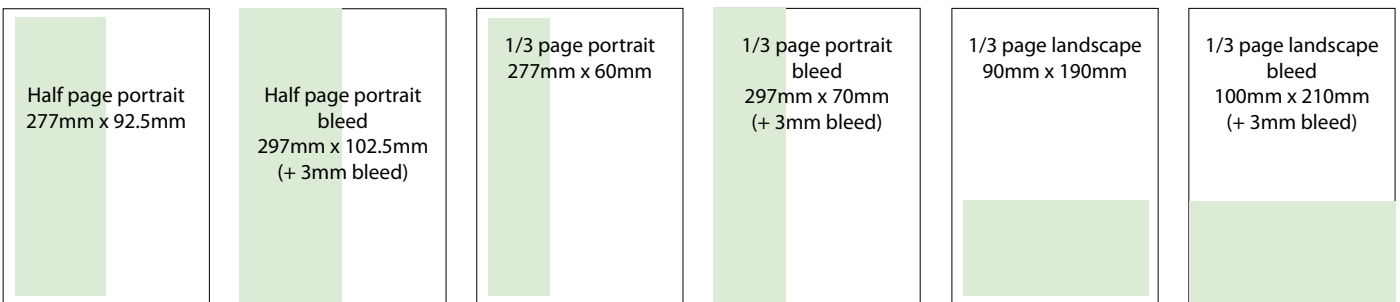 Half page portrait
277mm x 92.5mm
Half page portrait
bleed
297mm x 102.5mm
(+ 3mm bleed)
1/3 page portrait
277mm x 60mm
1/3 page portrait
bleed
297mm x 70mm
(+ 3mm bleed)
1/3 page landscape
90mm x 190mm
1/3 page landscape
bleed
100mm x 210mm
(+ 3mm bleed)